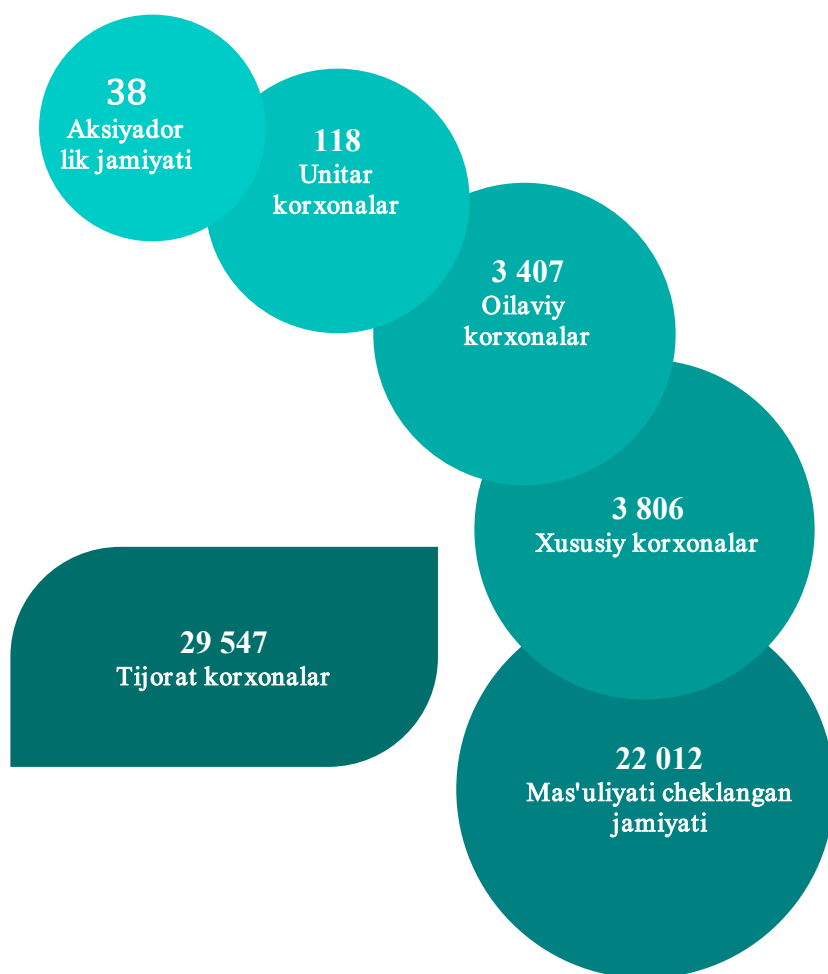 38
Aksiyador
lik jamiyati
118
Unitar
korxonalar
3 407
Oilaviy
korxonalar
3 806
Xususiy korxonalar
29 547
Tijorat korxonalar
22 012
Mas'uliyati cheklangan
jamiyati